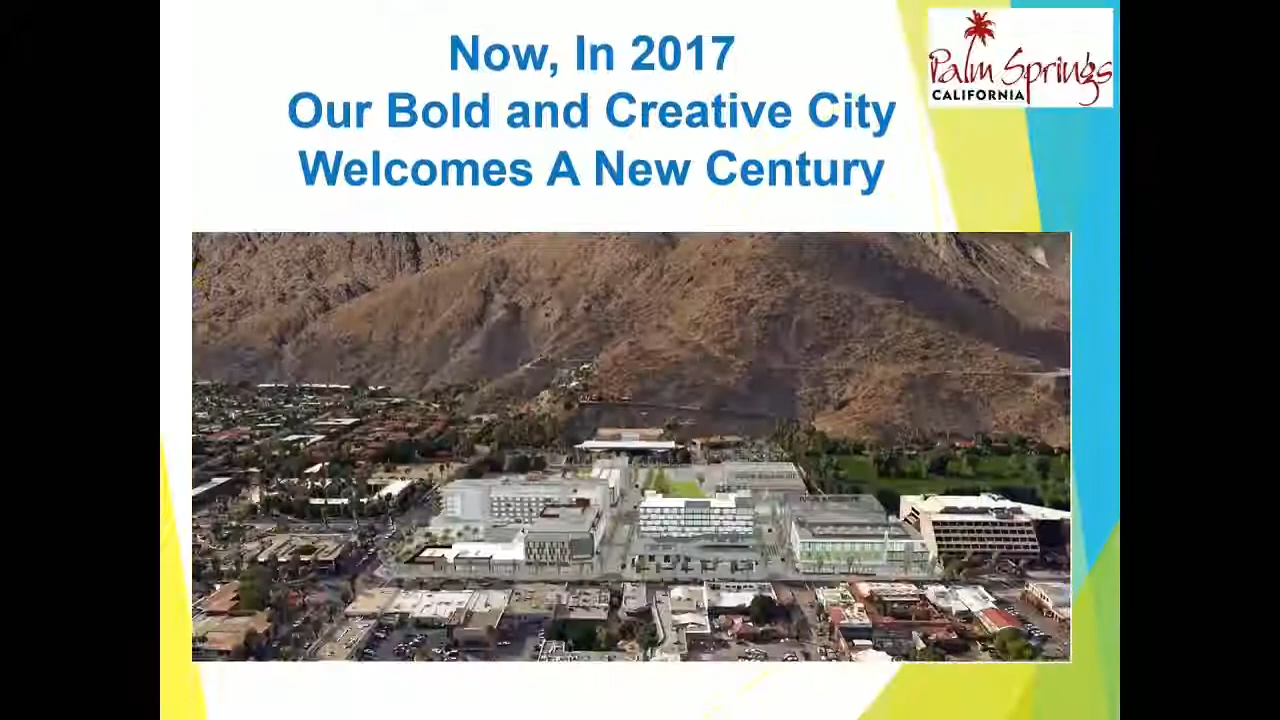 Now, In 2017
Our Bold and Creative City
Welcomes A New Century
Palm Springs
CALIFORNIA